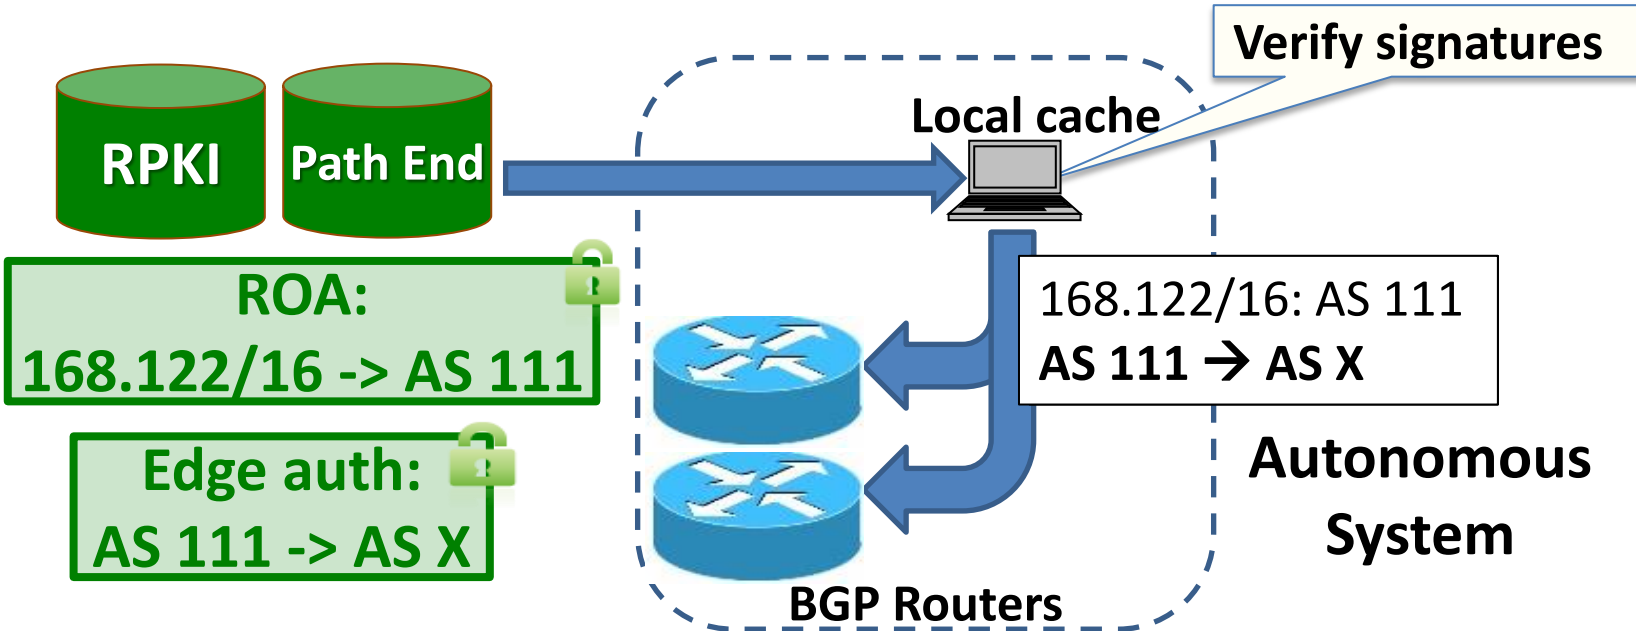 Verify signatures
Local cache
RPKI
Path End
ROA:
168.122/16 -> AS 111
168.122/16: AS 111
AS 111 → AS X
Edge auth:
AS 111 -> AS X
Autonomous
System
BGP Routers